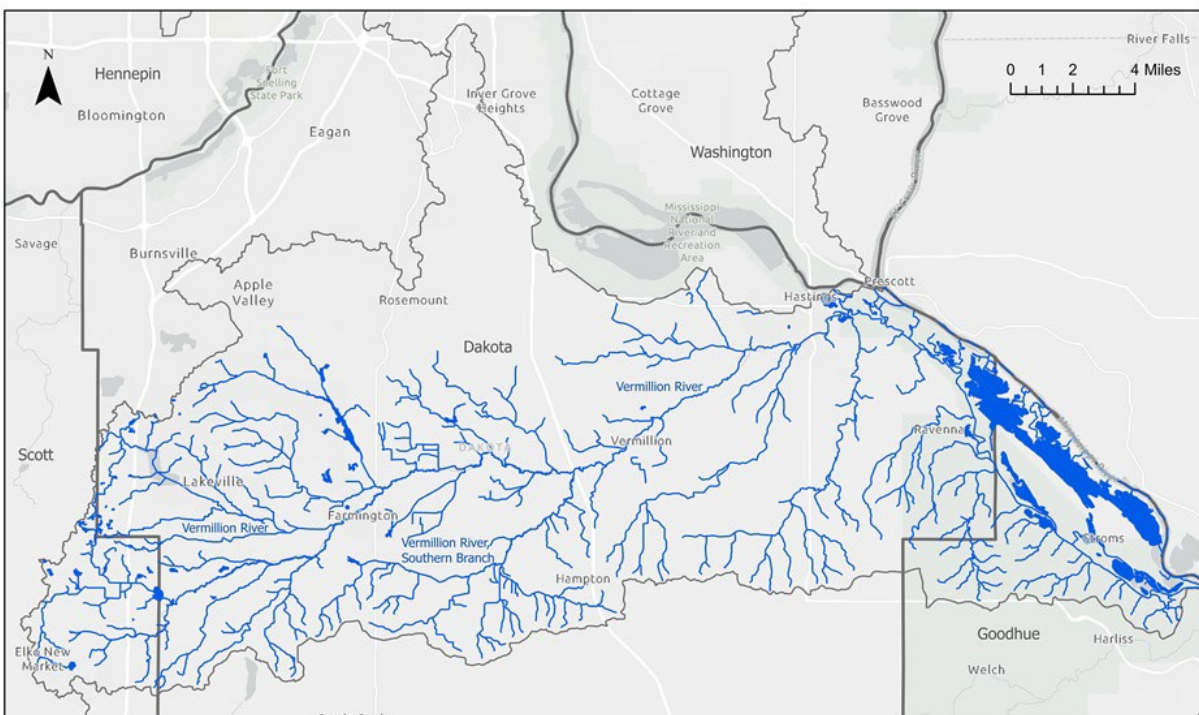 River Falls
N
Hennepin
Fort
Snelling
State Park
0 1 2 4 Miles
Bloomington
Inver Grove
Heights
Cottage
Grove
Basswood
Grove
Eagan
Washington
Mississippi
National
River and
Recreation
Area
Savage
Burnsville
Apple
Valley
Rosemount
Hastings
Prescott
Dakota
Vermillion River
Ravenna
Vermillion
DAKOTA
Scott
Lakeville
Farmington
Vermillion River
Vermillion River,
Southern Branch
Stroms
Hampton
Goodhue
Harliss
Elko New
Market
Welch